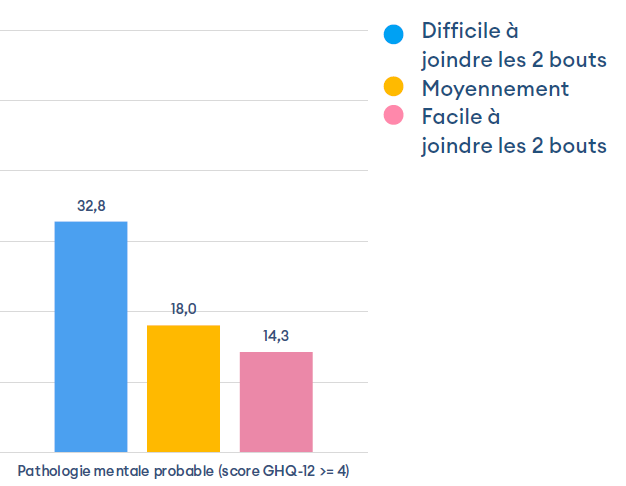 Difficile à
joindre les 2 bouts
Moyennement
Facile à
joindre les 2 bouts
32,8
18,0
14,3
Pathologie mentale probable (score GHQ-12 >= 4)